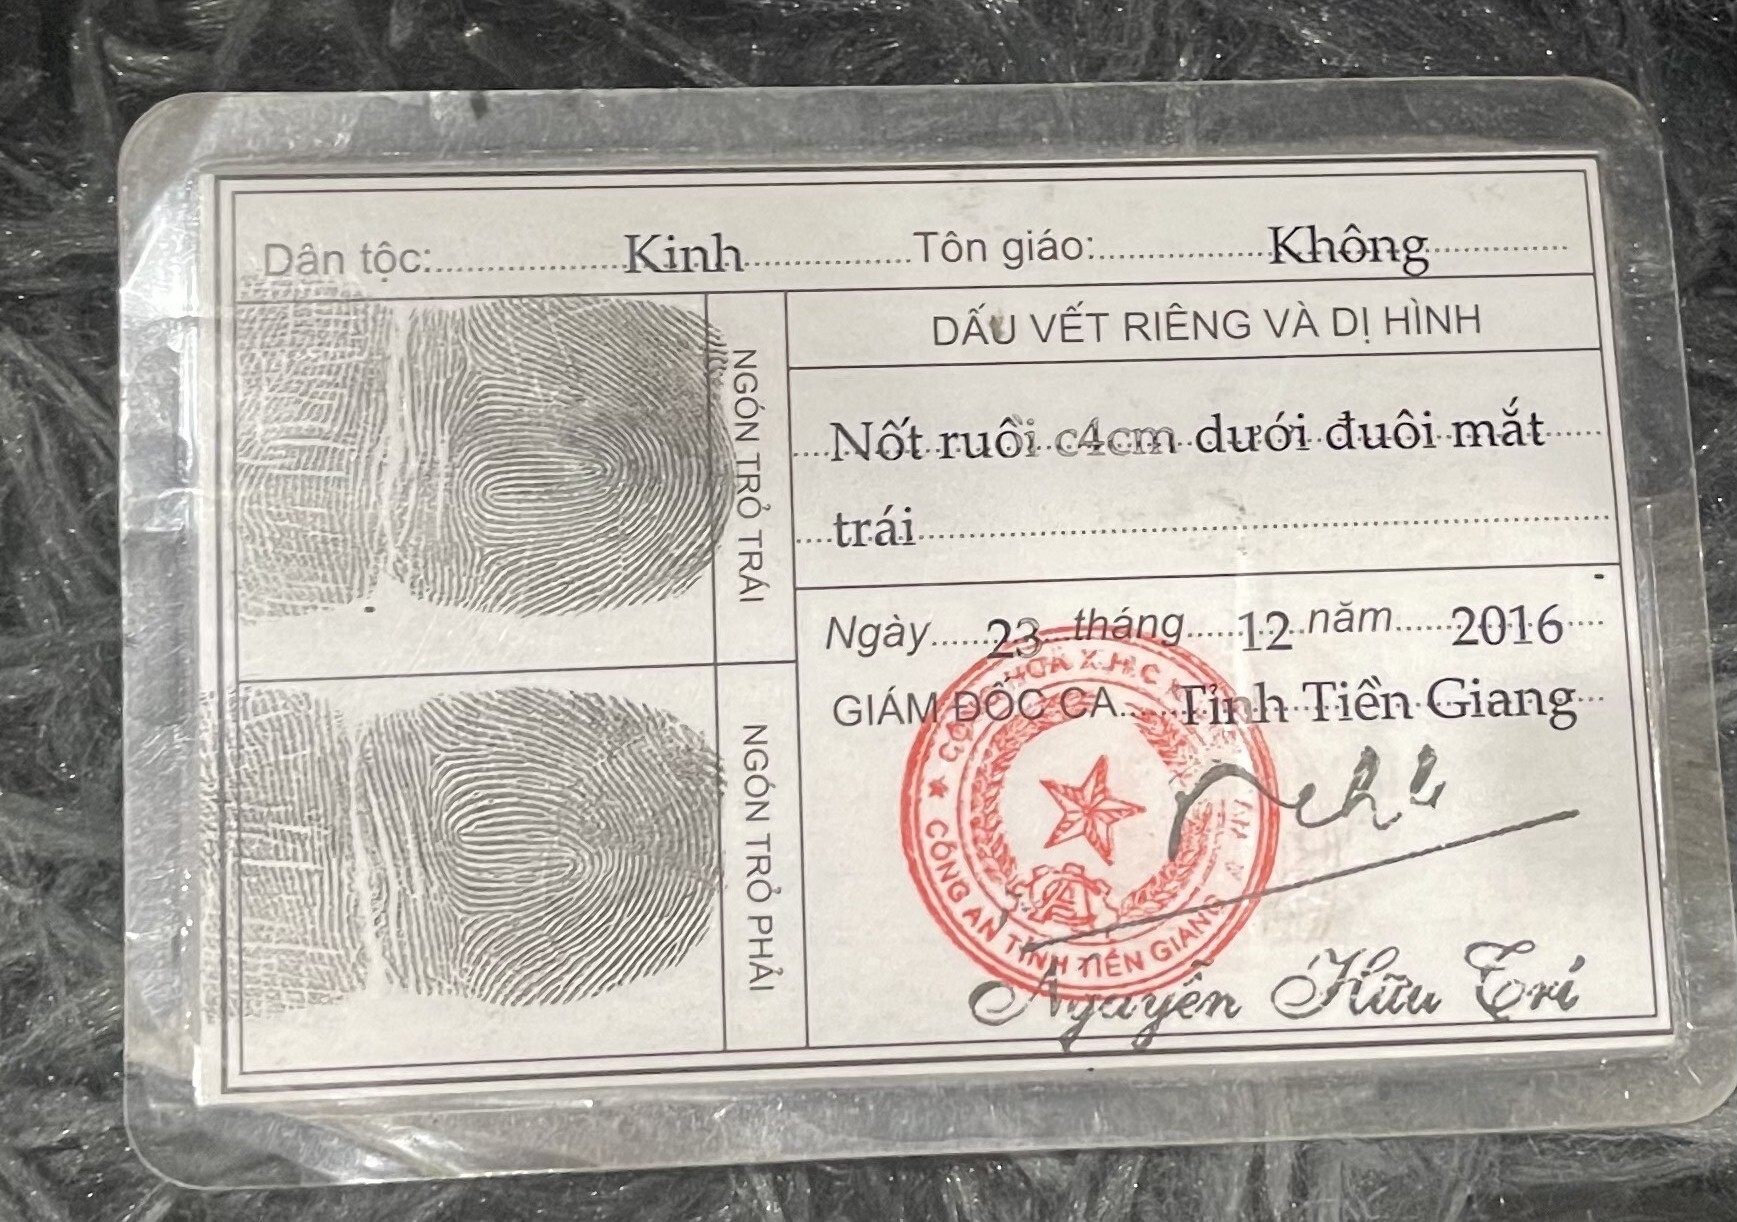 Dân tộc: Kinh Tôn giáo: Không
NGÓN TRỎ TRÁI
NGÓN TRỎ PHẢI
DẤU VẾT RIÊNG VÀ DỊ HÌNH
Nốt ruồi c4cm dưới đuôi mắt
trái
Ngày 23 tháng 12 năm 2016
GIÁM ĐỐC CA. Tỉnh Tiền Giang
CÔNG AN TỈNH TIỀN GIANG
Nguyễn Hữu Trí